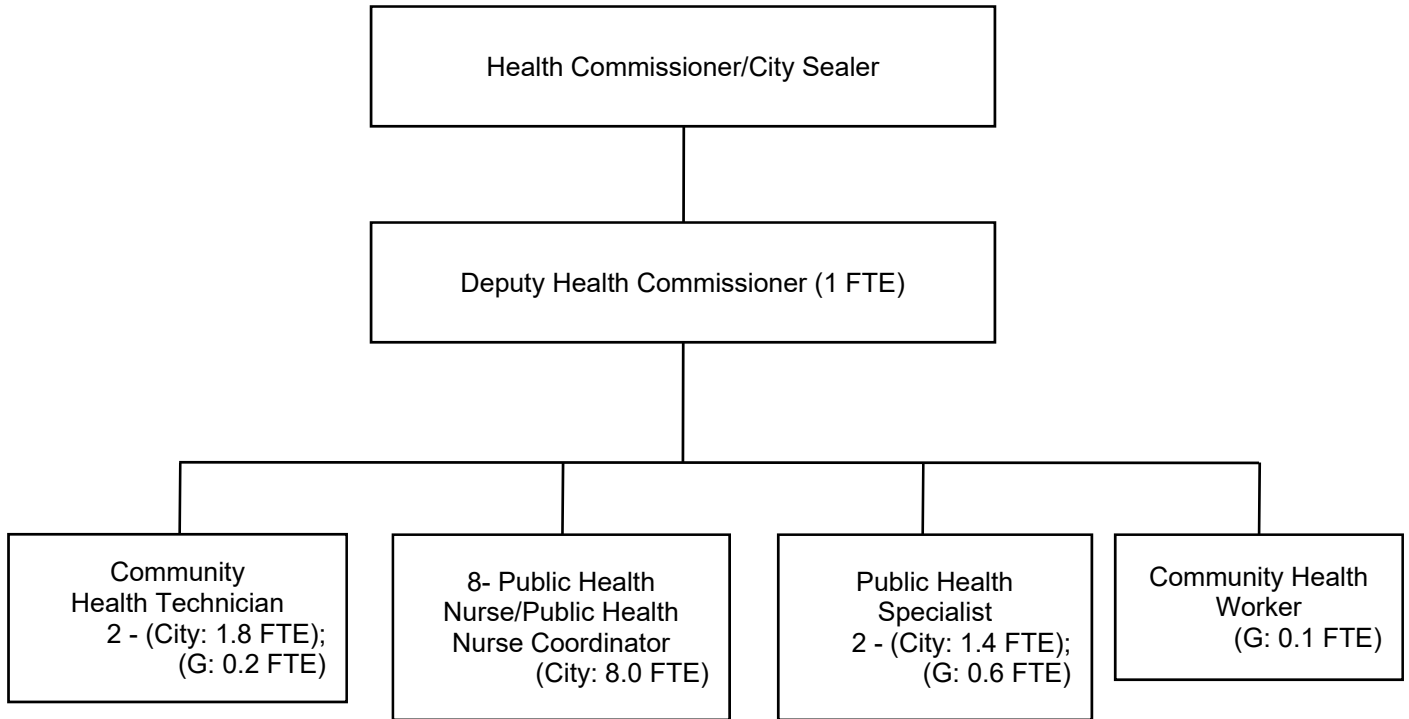 Health Commissioner/City Sealer
Deputy Health Commissioner (1 FTE)
Community
Health Technician
2 - (City: 1.8 FTE);
(G: 0.2 FTE)
8- Public Health
Nurse/Public Health
Nurse Coordinator
(City: 8.0 FTE)
Public Health
Specialist
2 - (City: 1.4 FTE);
(G: 0.6 FTE)
Community Health
Worker
(G: 0.1 FTE)